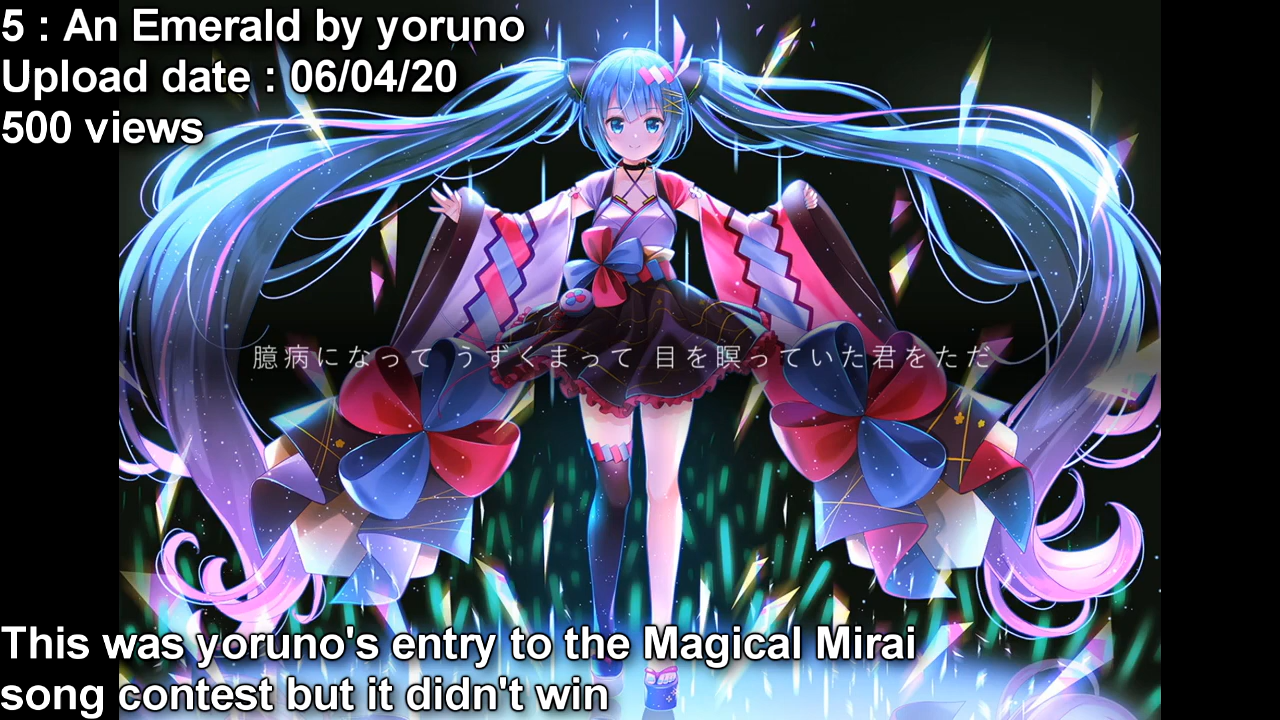 5 : An Emerald by yoruno
Upload date : 06/04/20
500 views
臆病になって うずくまって 目を瞑っていた君をただ
This was yoruno's entry to the Magical Mirai
song contest but it didn't win